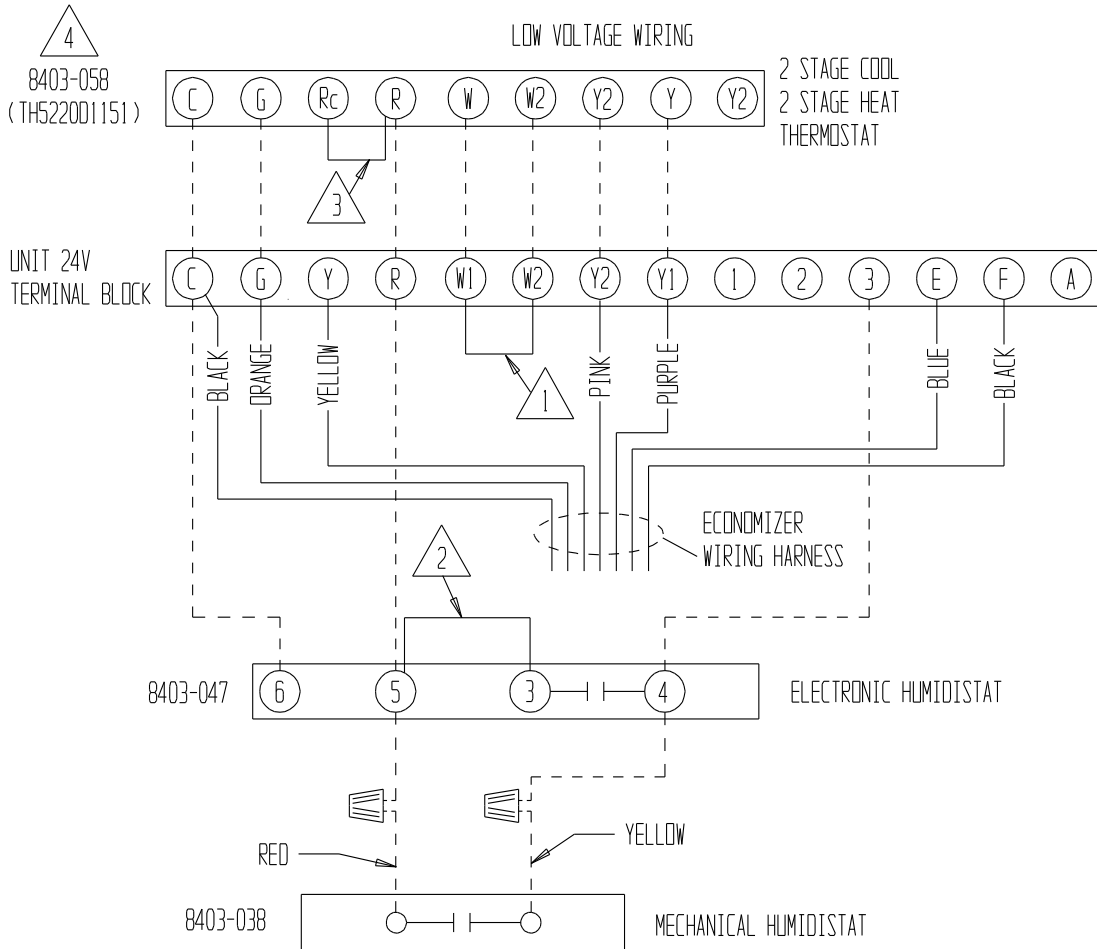 4
LOW VOLTAGE WIRING
8403-058
(TH5220D1151)
C G Rc R W W2 Y2 Y Y2
2 STAGE COOL
2 STAGE HEAT
THERMOSTAT
3
UNIT 24V
TERMINAL BLOCK
C G Y R W1 W2 Y2 Y1 1 2 3 E F A
BLACK
ORANGE
YELLOW
1
PINK
PURPLE
BLUE
BLACK
ECONOMIZER
WIRING HARNESS
2
8403-047
6 5 3 4
ELECTRONIC HUMIDISTAT
RED
YELLOW
8403-038
MECHANICAL HUMIDISTAT